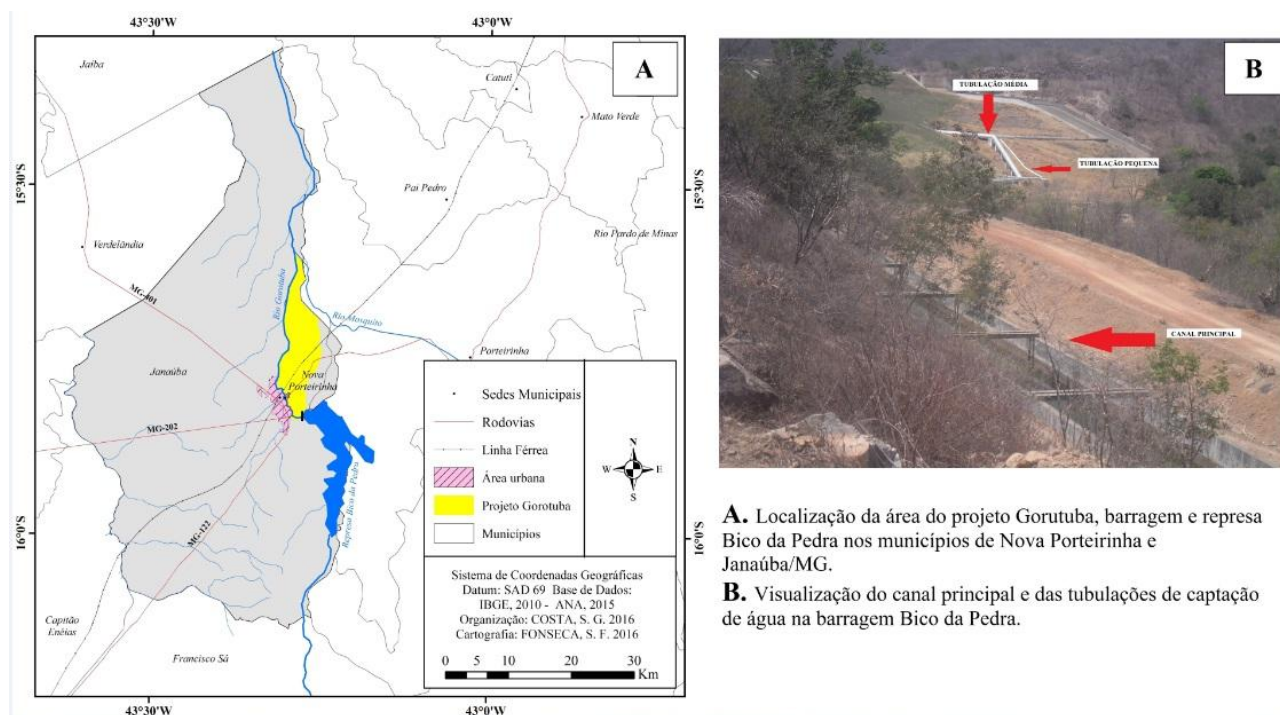 43°30'W
43°0'W
A
Jaíba
Catuti
Mato Verde
15°30'S
15°30'S
Pai Pedro
Rio Pardo de Minas
Verdelândia
MG-401
Rio Gorotuba
Rio Mosquito
Janaúba
Nova
Porteirinha
Porteirinha
MG-202
MG-122
Represa Bico da Pedra
16°0'S
16°0'S
Capitão
Enéias
Francisco Sá
Sedes Municipais
Rodovias
Linha Férrea
Área urbana
Projeto Gorotuba
Municípios
N
W E
S
Sistema de Coordenadas Geográficas
Datum: SAD 69 Base de Dados:
IBGE, 2010 - ANA, 2015
Organização: COSTA, S. G. 2016
Cartografia: FONSECA, S. F. 2016
0 5 10 20 30
Km
43°30'W
43°0'W
B
TUBULAÇÃO MÉDIA
TUBULAÇÃO PEQUENA
CANAL PRINCIPAL
A. Localização da área do projeto Gorutuba, barragem e represa
Bico da Pedra nos municípios de Nova Porteirinha e
Janaúba/MG.
B. Visualização do canal principal e das tubulações de captação
de água na barragem Bico da Pedra.